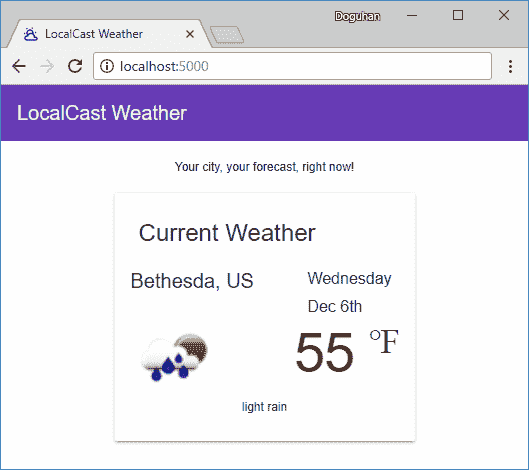 Doguhan
LocalCast Weather
localhost:5000
LocalCast Weather
Your city, your forecast, right now!
Current Weather
Bethesda, US
Wednesday
Dec 6th
55 °F
light rain